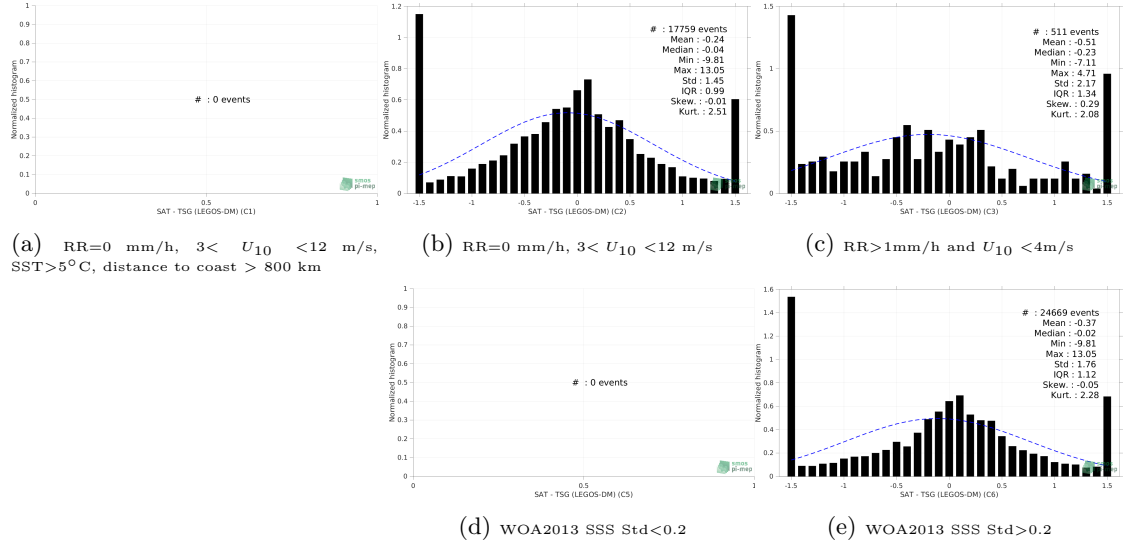 1
0.9
0.8
0.7
0.6
0.5
0.4
0.3
0.2
0.1
0
Normalized histogram
# : 0 events
smos
pi-mep
0 0.5 1
SAT - TSG (LEGOS-DM) (C1)
(a) RR=0 mm/h, 3< U10 <12 m/s,
SST>5°C, distance to coast > 800 km
1.2
1
0.8
0.6
0.4
0.2
0
Normalized histogram
# : 17759 events
Mean : -0.24
Median : -0.04
Min : -9.81
Max : 13.05
Std : 1.45
IQR : 0.99
Skew. : -0.01
Kurt. : 2.51
pi-mep
-1.5 -1 -0.5 0 0.5 1 1.5
SAT - TSG (LEGOS-DM) (C2)
(b) RR=0 mm/h, 3< U10 <12 m/s
1.5
1
0.5
0
Normalized histogram
# : 511 events
Mean : -0.51
Median : -0.23
Min : -7.11
Max : 4.71
Std : 2.17
IQR : 1.34
Skew. : 0.29
Kurt. : 2.08
pi-mep
-1.5 -1 -0.5 0 0.5 1 1.5
SAT - TSG (LEGOS-DM) (C3)
(c) RR>1mm/h and U10 <4m/s
1
0.9
0.8
0.7
0.6
0.5
0.4
0.3
0.2
0.1
0
Normalized histogram
# : 0 events
smos
pi-mep
0 0.5 1
SAT - TSG (LEGOS-DM) (C5)
(d) WOA2013 SSS Std<0.2
1.6
1.4
1.2
1
0.8
0.6
0.4
0.2
0
Normalized histogram
# : 24669 events
Mean : -0.37
Median : -0.02
Min : -9.81
Max : 13.05
Std : 1.76
IQR : 1.12
Skew. : -0.05
Kurt. : 2.28
pi-mep
-1.5 -1 -0.5 0 0.5 1 1.5
SAT - TSG (LEGOS-DM) (C6)
(e) WOA2013 SSS Std>0.2